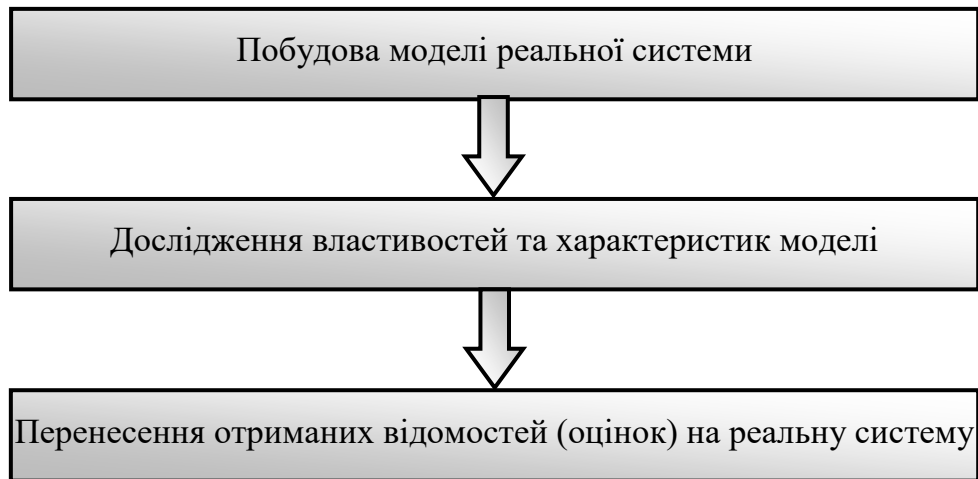 Побудова моделі реальної системи
Дослідження властивостей та характеристик моделі
Перенесення отриманих відомостей (оцінок) на реальну систему